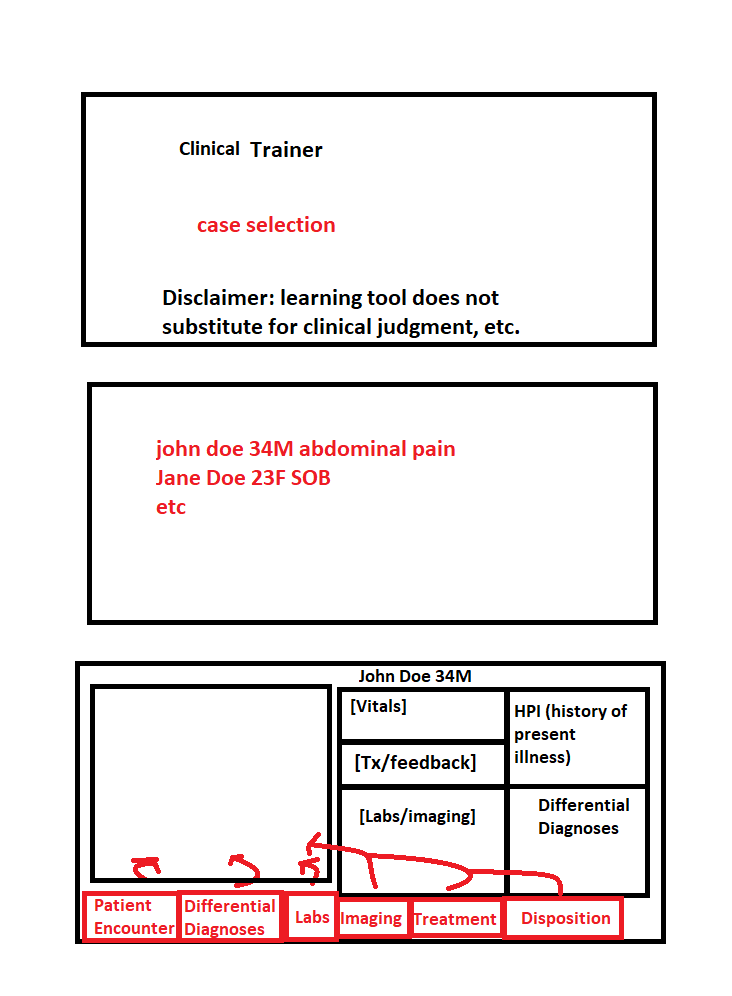 Clinical Trainer
case selection
Disclaimer: learning tool does not
substitute for clinical judgment, etc.
john doe 34M abdominal pain
Jane Doe 23F SOB
etc
John Doe 34M
[Vitals]
HPI (history of
present
illness)
[Tx/feedback]
[Labs/imaging]
Differential
Diagnoses
Patient
Encounter
Differential
Diagnoses
Labs
Imaging
Treatment
Disposition